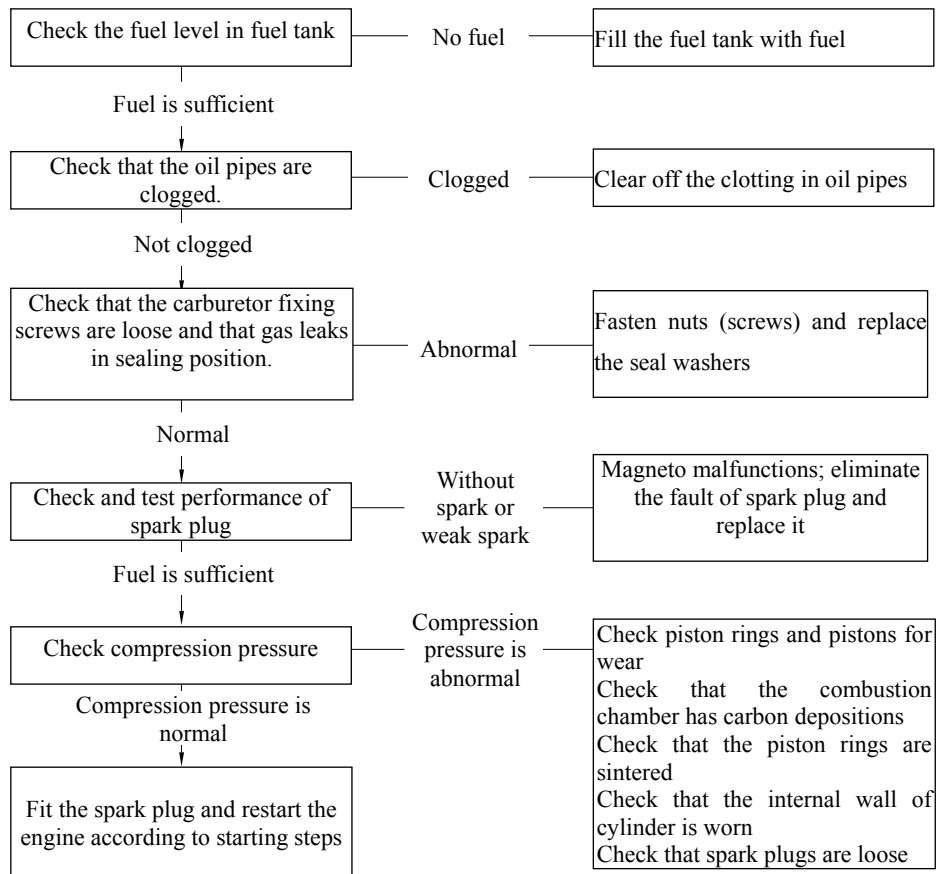 Check the fuel level in fuel tank
No fuel
Fill the fuel tank with fuel
Fuel is sufficient
Check that the oil pipes are
clogged.
Clogged
Clear off the clotting in oil pipes
Not clogged
Check that the carburetor fixing
screws are loose and that gas leaks
in sealing position.
Abnormal
Fasten nuts (screws) and replace
the seal washers
Normal
Check and test performance of
spark plug
Without
spark or
weak spark
Magneto malfunctions; eliminate
the fault of spark plug and
replace it
Fuel is sufficient
Check compression pressure
Compression
pressure is
abnormal
Check piston rings and pistons for
wear
Check that the combustion
chamber has carbon depositions
Check that the piston rings are
sintered
Check that the internal wall of
cylinder is worn
Check that spark plugs are loose
Compression pressure is
normal
Fit the spark plug and restart the
engine according to starting steps